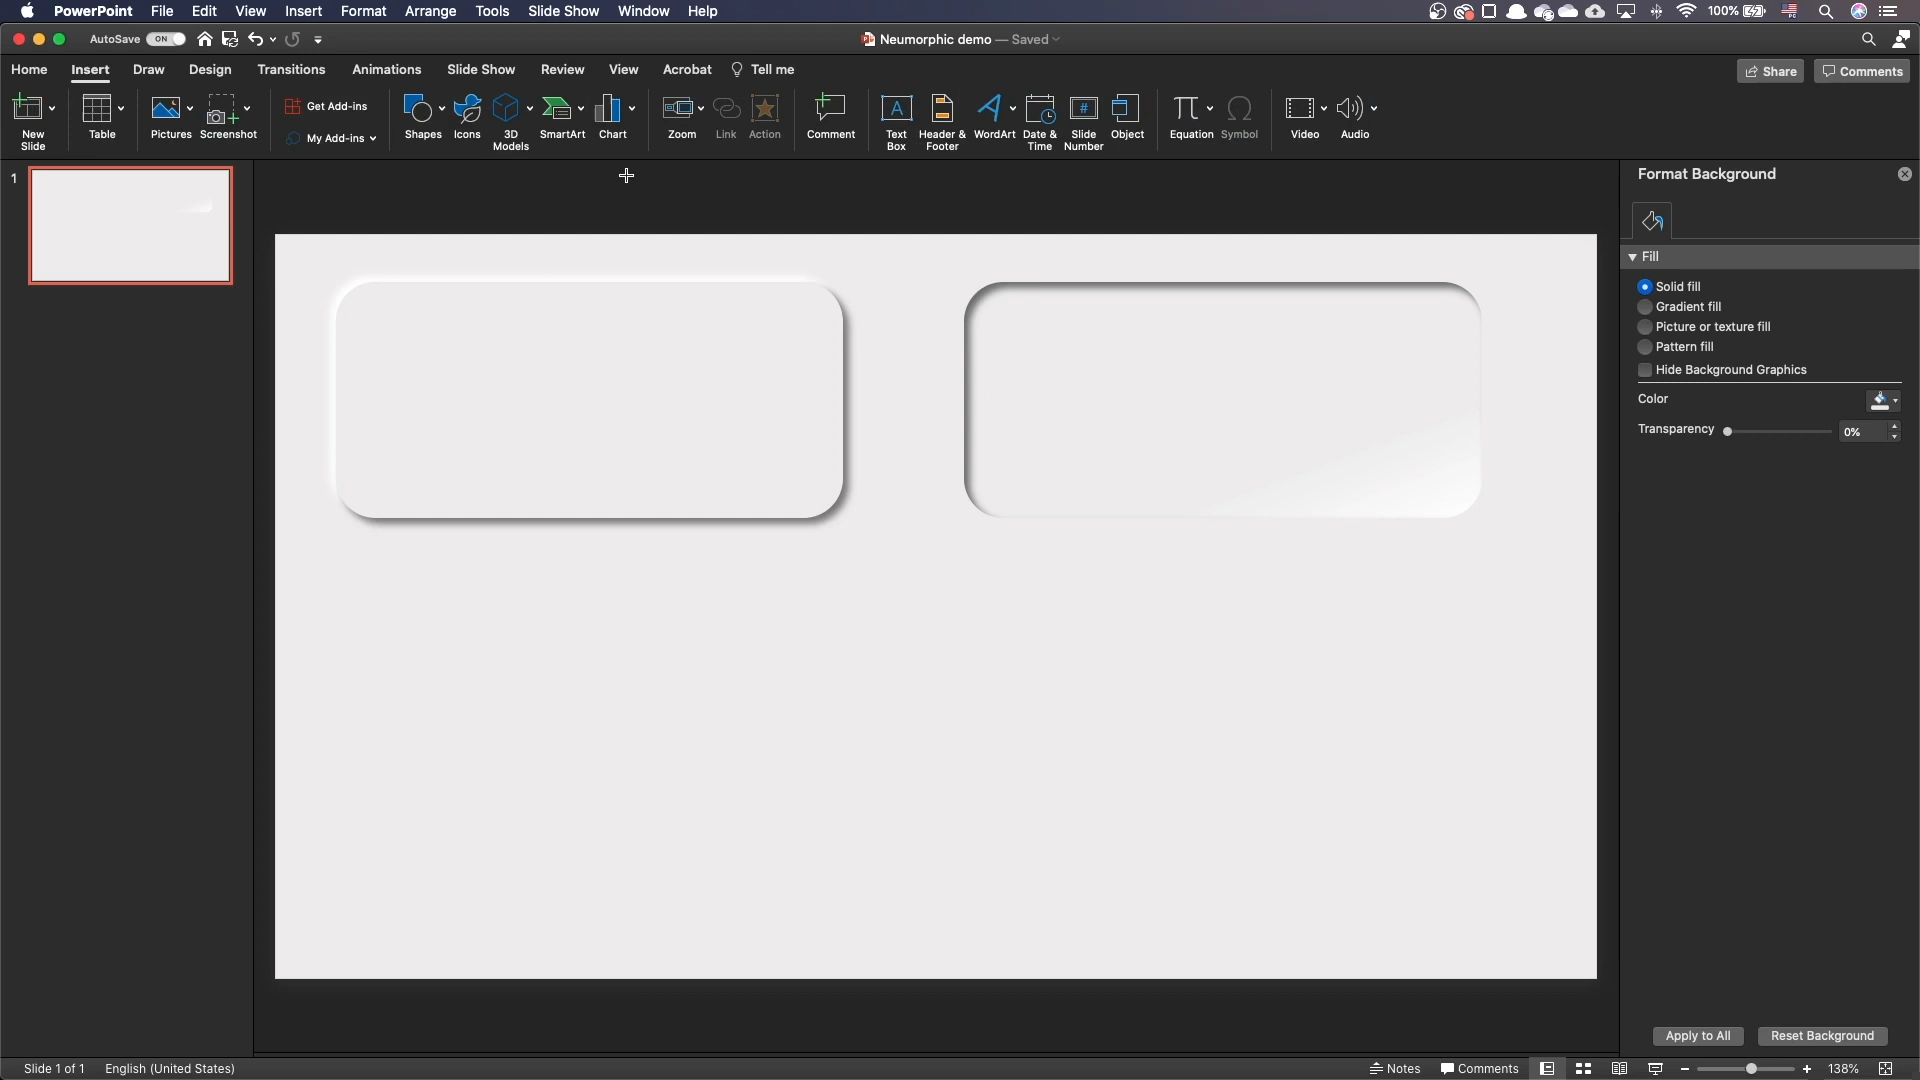 PowerPoint File Edit View Insert Format Arrange Tools Slide Show Window Help 100%
AutoSave ON Neumorphic demo — Saved
Home Insert Draw Design Transitions Animations Slide Show Review View Acrobat Tell me Share Comments
New Slide
Table
Pictures
Screenshot
Get Add-ins
My Add-ins
Shapes
Icons
3D Models
SmartArt
Chart
Zoom
Link
Action
Comment
Text Box
Header & Footer
WordArt
Date & Time
Slide Number
Object
Equation
Symbol
Video
Audio
1
Format Background
Fill
Solid fill
Gradient fill
Picture or texture fill
Pattern fill
Hide Background Graphics
Color
Transparency 0%
Apply to All Reset Background
Slide 1 of 1 English (United States) Notes Comments 138%